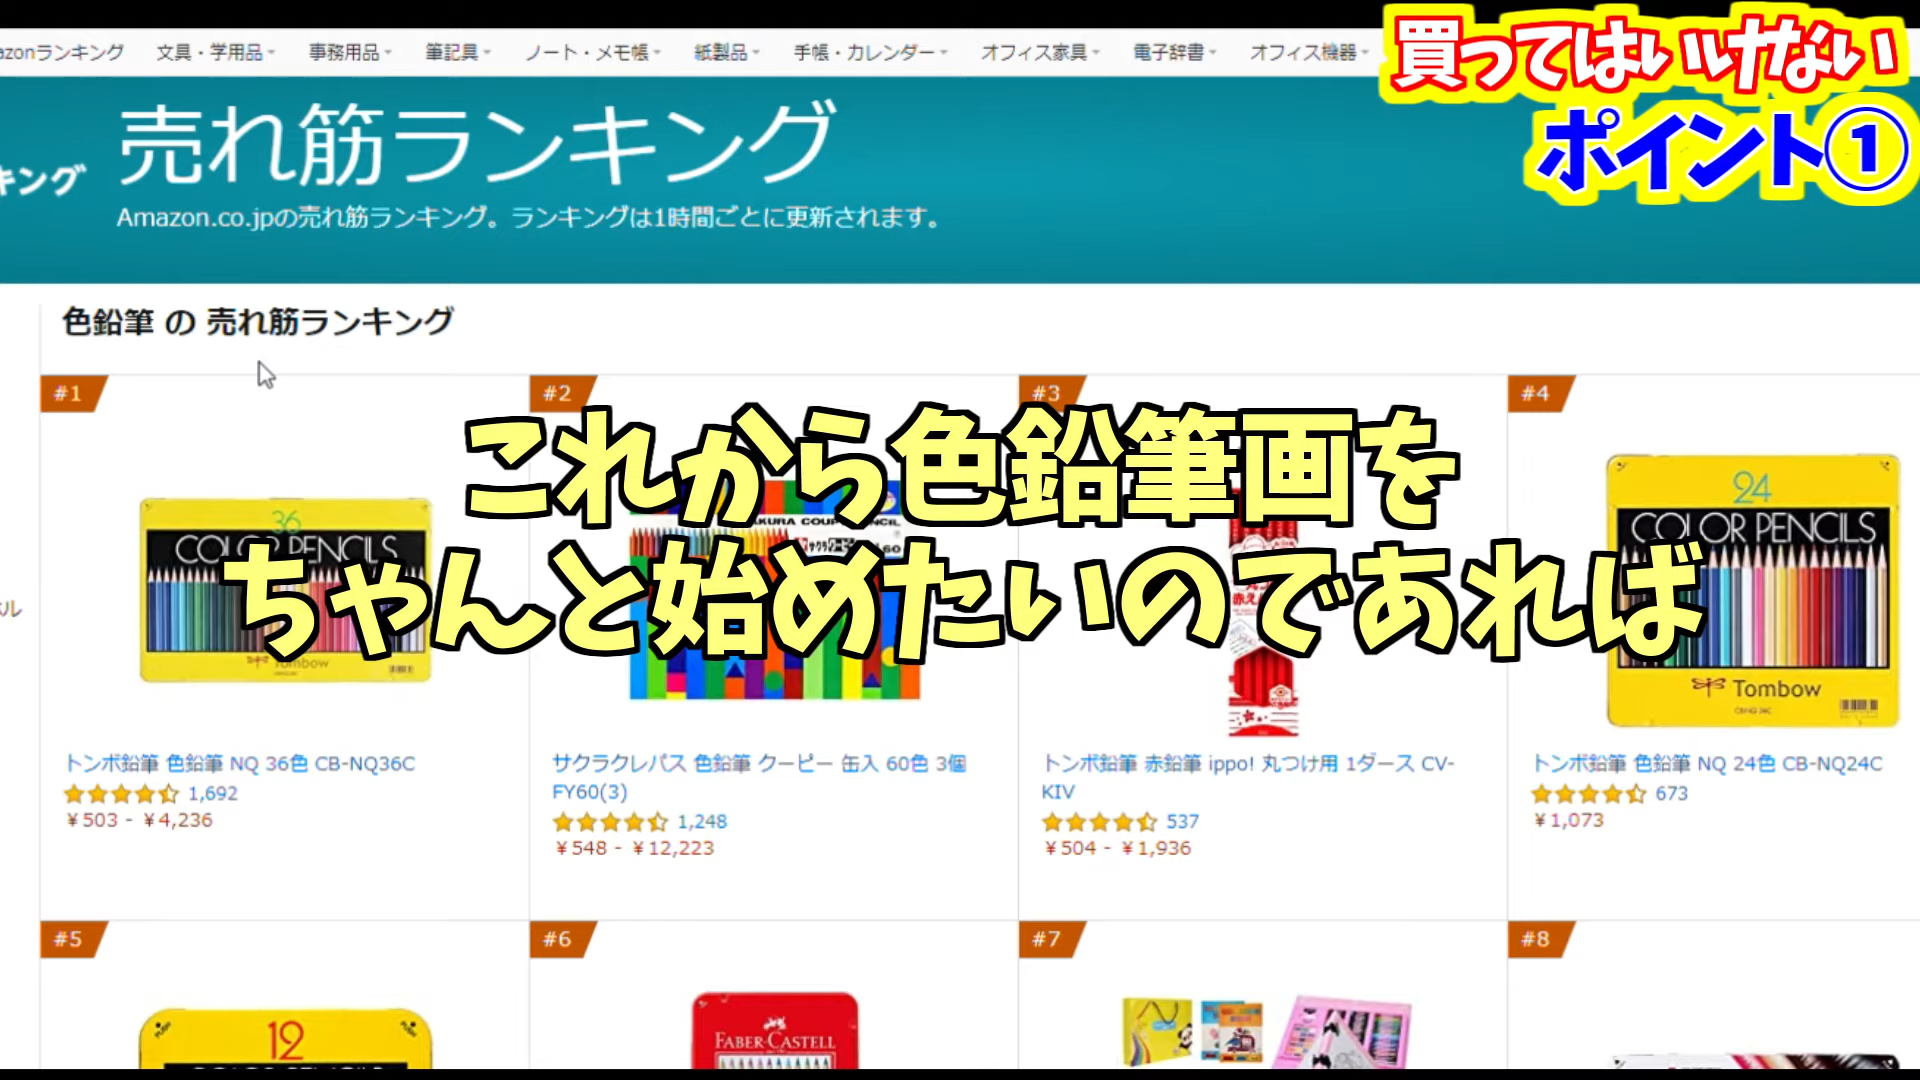 azonランキング 文具・学用品 事務用品 筆記具 ノート・メモ帳 紙製品 手帳・カレンダー オフィス家具 電子辞書 オフィス機器
買ってはいけない
ポイント①
キング
売れ筋ランキング
Amazon.co.jpの売れ筋ランキング。ランキングは1時間ごとに更新されます。
色鉛筆 の 売れ筋ランキング
#1 #2 #3 #4
これから色鉛筆画を
ちゃんと始めたいのであれば
36
COLOR PENCILS
Tombow
24
COLOR PENCILS
Tombow
トンボ鉛筆 色鉛筆 NQ 36色 CB-NQ36C
1,692
￥503 - ￥4,236
サクラクレパス 色鉛筆 クーピー 缶入 60色 3個
FY60(3)
1,248
￥548 - ￥12,223
トンボ鉛筆 赤鉛筆 ippo! 丸つけ用 1ダース CV-
KIV
537
￥504 - ￥1,936
トンボ鉛筆 色鉛筆 NQ 24色 CB-NQ24C
673
￥1,073
#5 #6 #7 #8
12
FABER-CASTELL